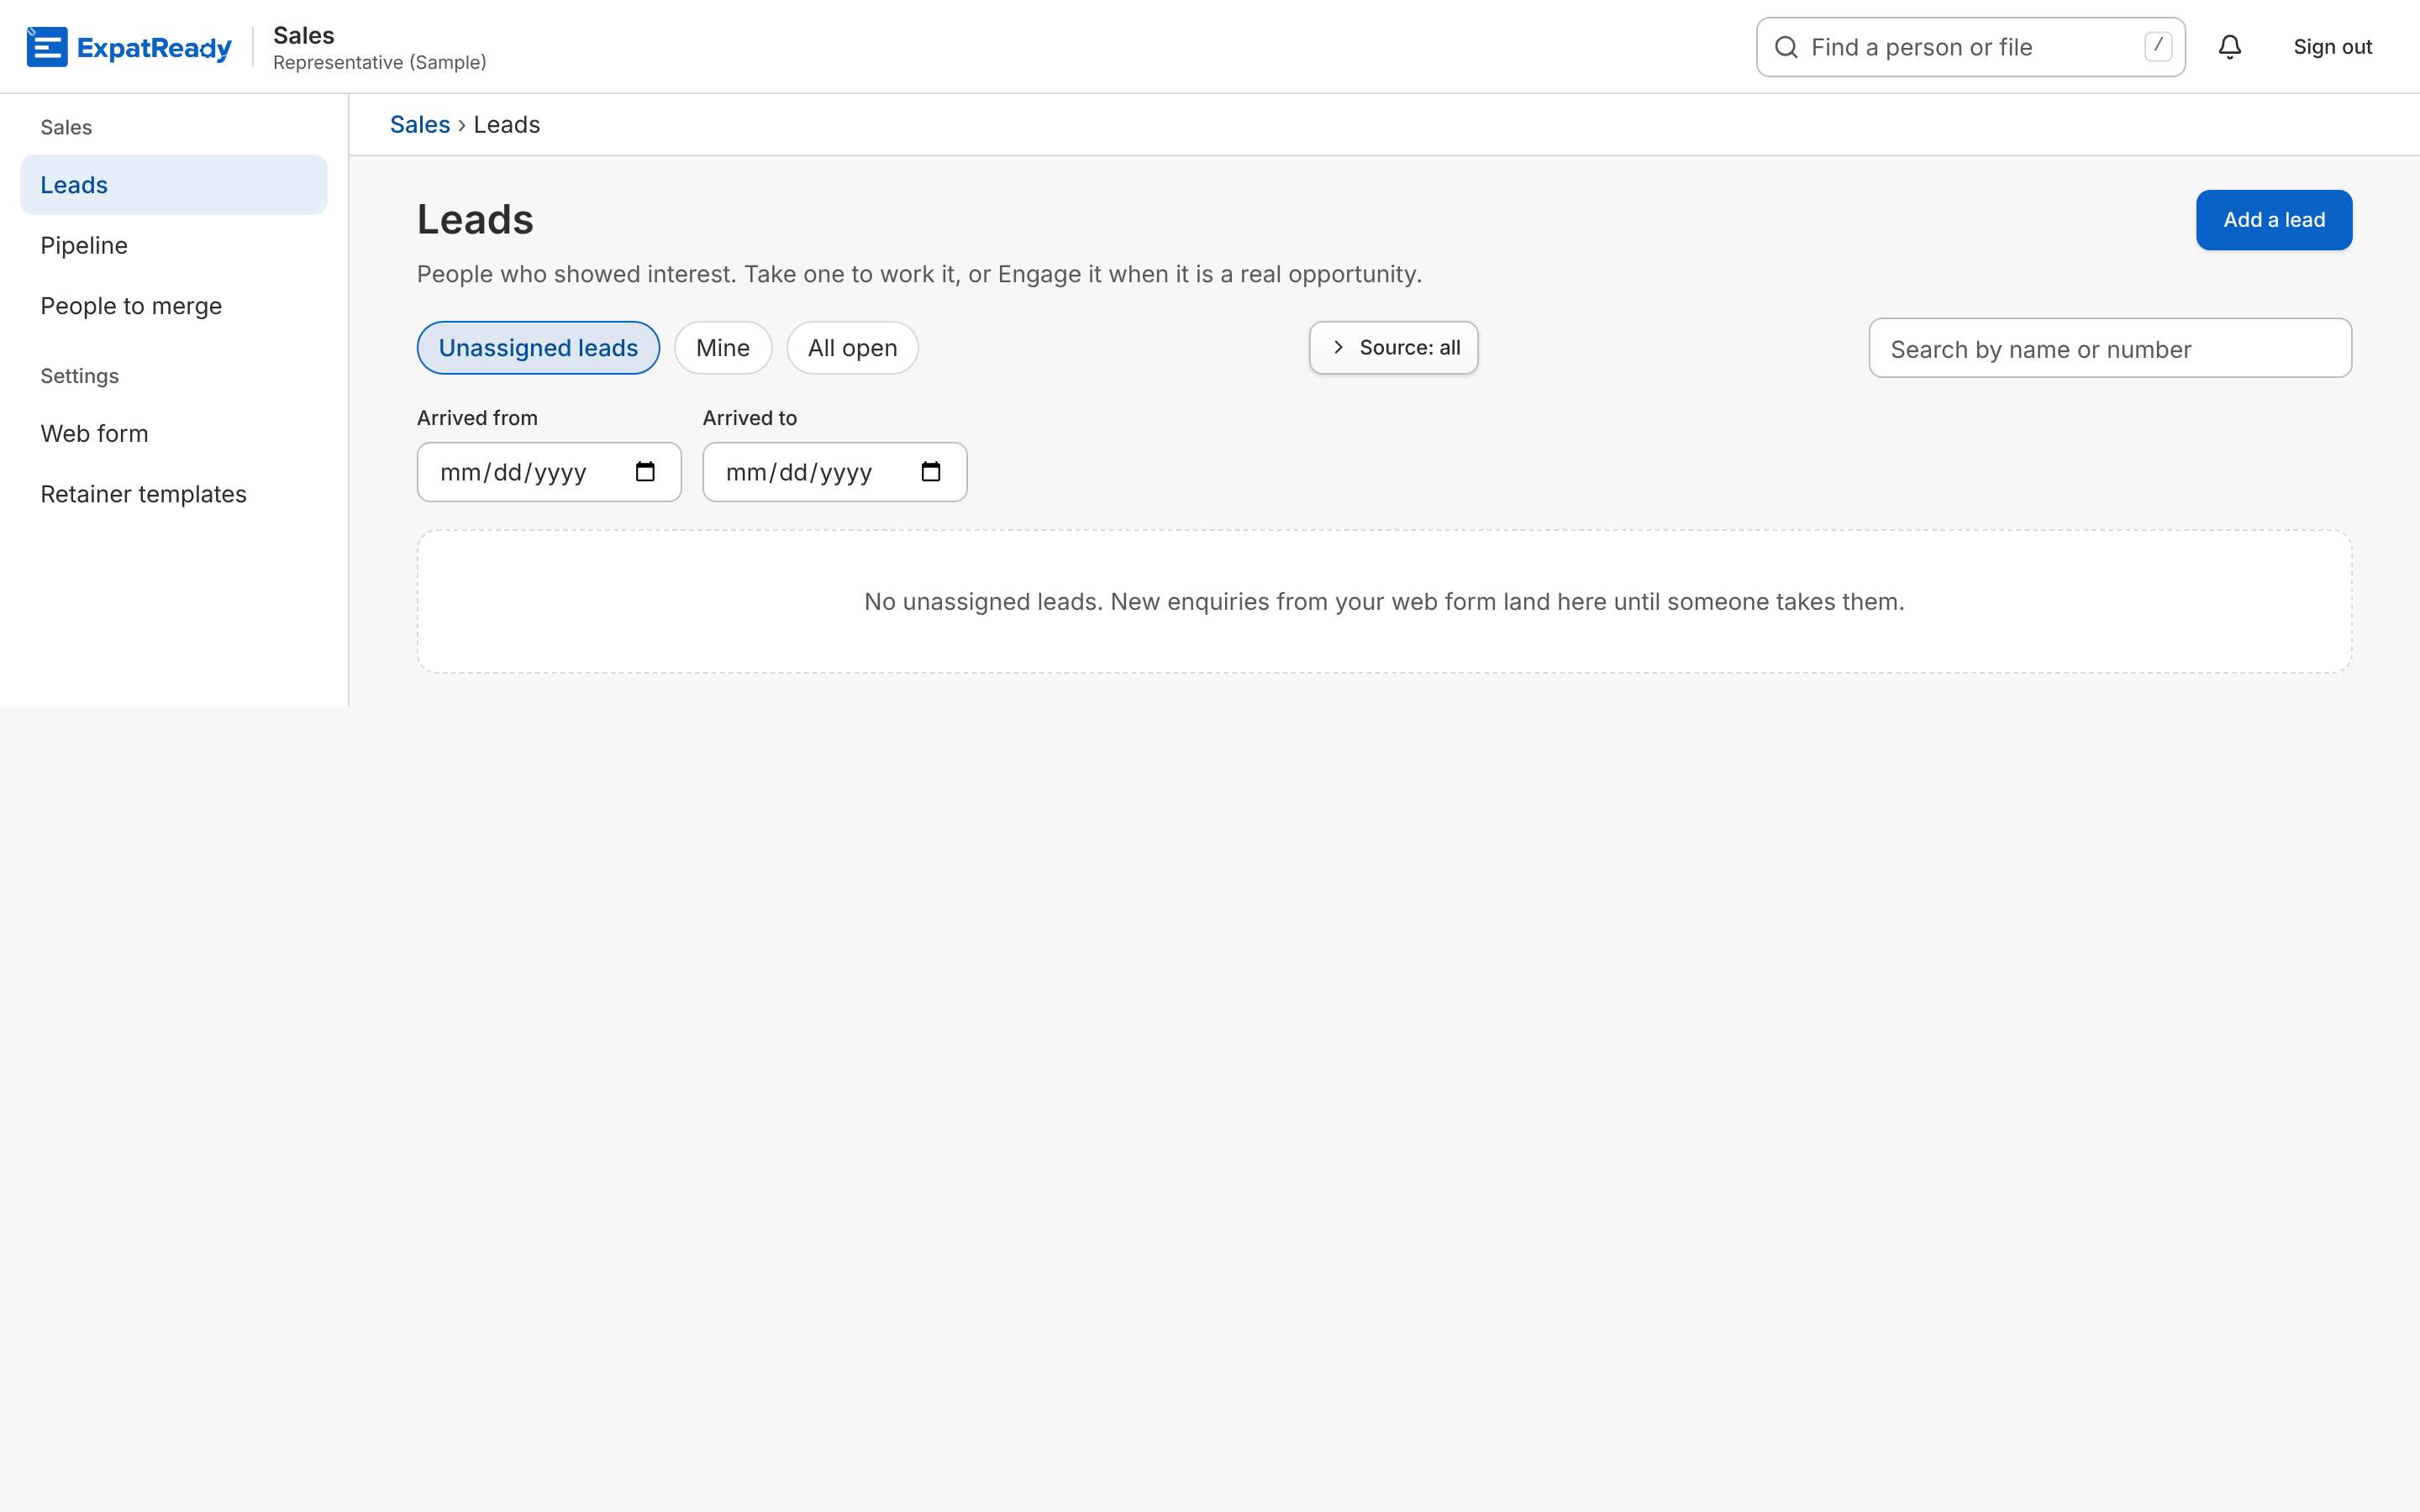 ExpatReady
Sales
Representative (Sample)
Find a person or file
/
Sign out
Sales
Leads
Pipeline
People to merge
Settings
Web form
Retainer templates
Sales › Leads
Leads
Add a lead
People who showed interest. Take one to work it, or Engage it when it is a real opportunity.
Unassigned leads
Mine
All open
Source: all
Search by name or number
Arrived from
Arrived to
mm/dd/yyyy
mm/dd/yyyy
No unassigned leads. New enquiries from your web form land here until someone takes them.